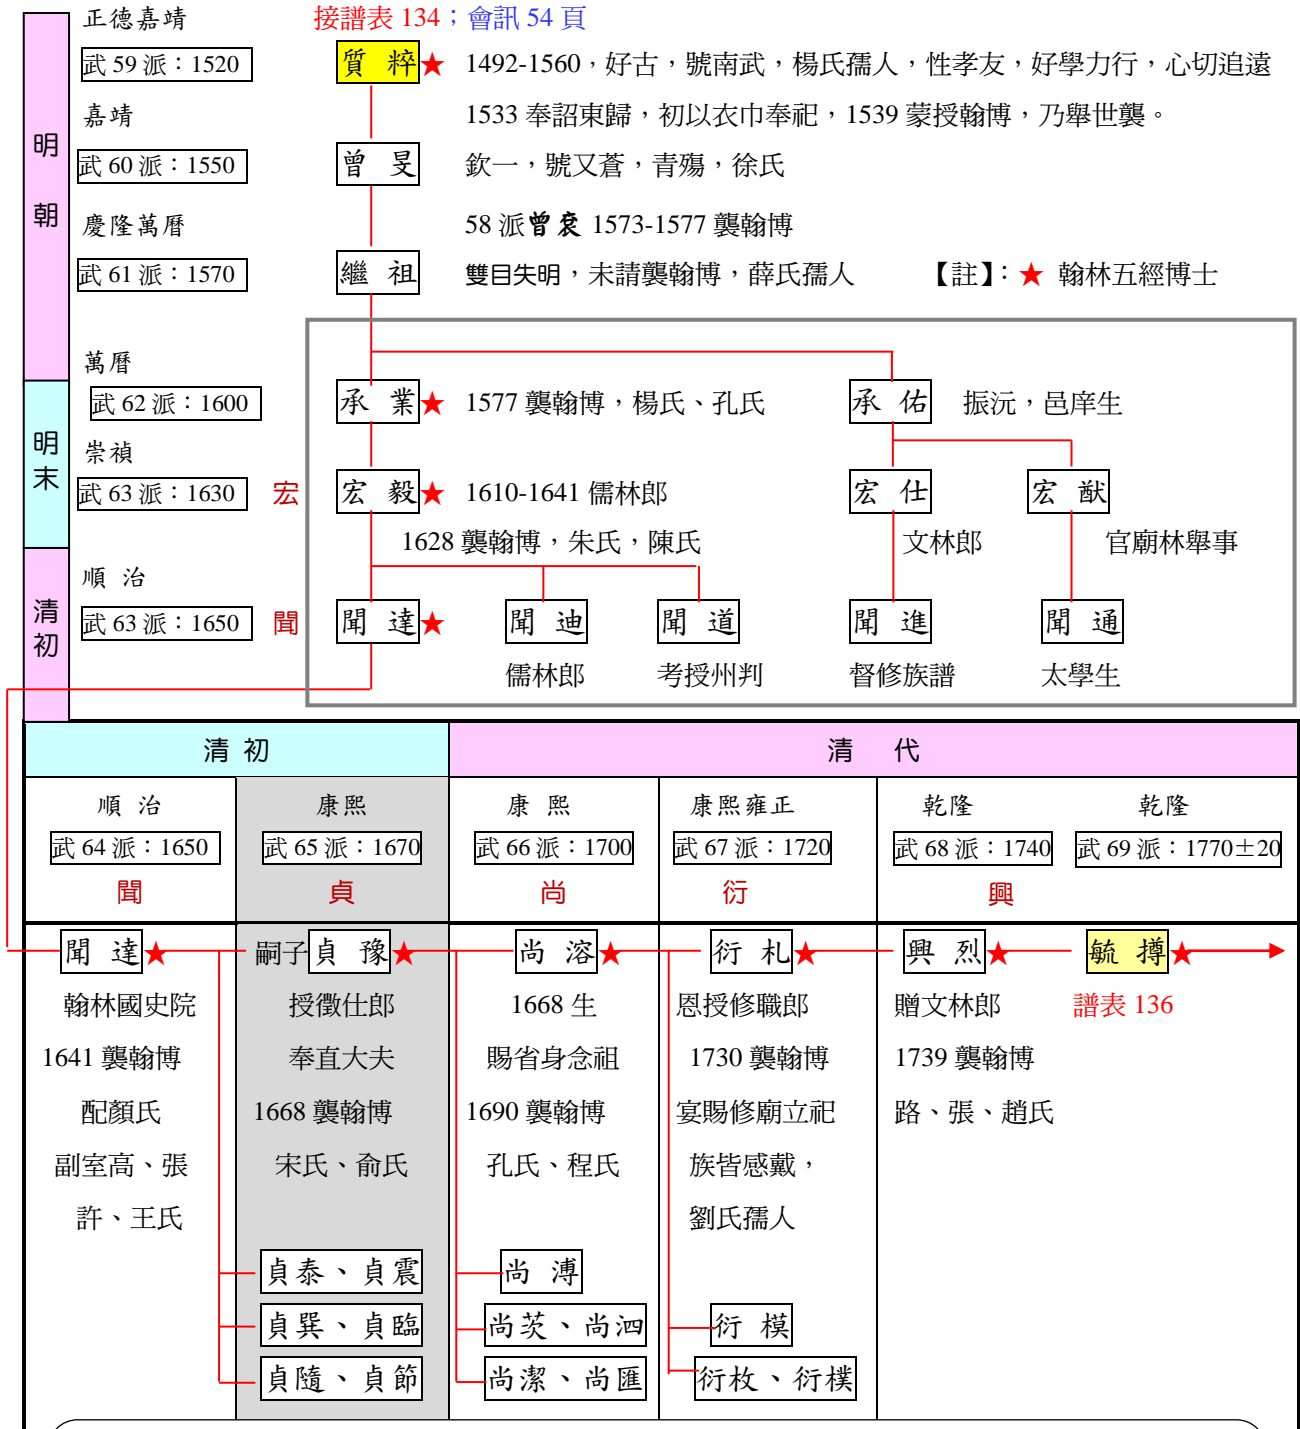 正德嘉靖 接譜表 134；會訊 54 頁
武 59 派：1520 質 粹★ 1492-1560，好古，號南武，楊氏孺人，性孝友，好學力行，心切追遠
嘉靖 1533 奉詔東歸，初以衣巾奉祀，1539 蒙授翰博，乃舉世襲。
明朝
武 60 派：1550 曾 旻 欽一，號又蒼，青殤，徐氏
慶隆萬曆 58 派曾袞 1573-1577 襲翰博
武 61 派：1570 繼 祖 雙目失明，未請襲翰博，薛氏孺人 【註】：★ 翰林五經博士
萬曆
武 62 派：1600 承 業★ 1577 襲翰博，楊氏、孔氏 承 佑 振沅，邑庠生
明末
崇禎
武 63 派：1630 宏 宏 毅★ 1610-1641 儒林郎 宏 仕 宏 猷
1628 襲翰博，朱氏，陳氏 文林郎 官廟林舉事
順 治
清初
武 63 派：1650 聞 聞 達★ 聞 迪 聞 道 聞 進 聞 通
儒林郎 考授州判 督修族譜 太學生
清 初 清 代
順 治 康熙 康 熙 康熙雍正 乾隆 乾隆
武 64 派：1650 武 65 派：1670 武 66 派：1700 武 67 派：1720 武 68 派：1740 武 69 派：1770±20
聞 貞 尚 衍 興
聞 達★ 嗣子貞 豫★ 尚 溶★ 衍 札★ 興 烈★ 毓 摶★
翰林國史院 授徵仕郎 1668 生 恩授修職郎 贈文林郎 譜表 136
1641 襲翰博 奉直大夫 賜省身念祖 1730 襲翰博 1739 襲翰博
配顏氏 1668 襲翰博 1690 襲翰博 宴賜修廟立祀 路、張、趙氏
副室高、張 宋氏、俞氏 孔氏、程氏 族皆感戴，
許、王氏 劉氏孺人
貞泰、貞震 尚 溥
貞巽、貞臨 尚茨、尚泗 衍 模
貞隨、貞節 尚潔、尚匯 衍枚、衍樸